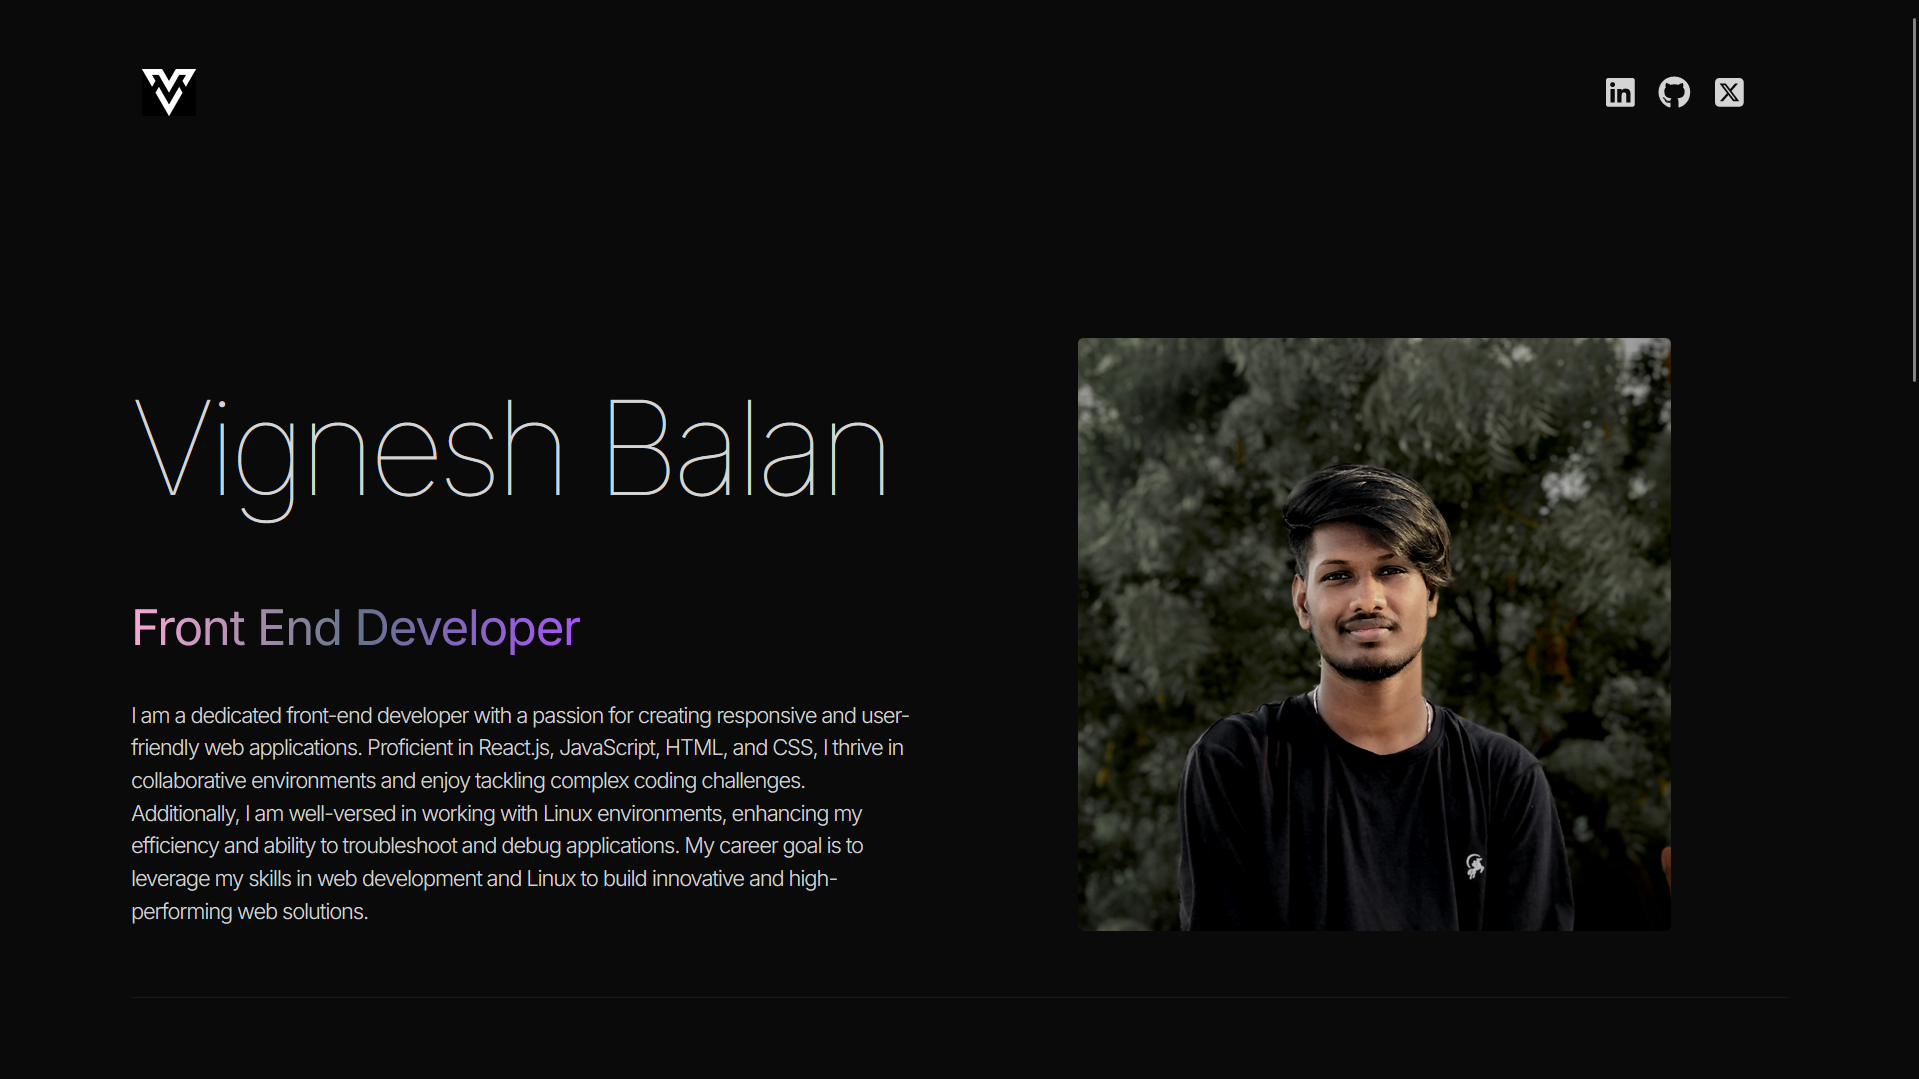 Vignesh Balan
Front End Developer
I am a dedicated front-end developer with a passion for creating responsive and user-
friendly web applications. Proficient in React.js, JavaScript, HTML, and CSS, I thrive in
collaborative environments and enjoy tackling complex coding challenges.
Additionally, I am well-versed in working with Linux environments, enhancing my
efficiency and ability to troubleshoot and debug applications. My career goal is to
leverage my skills in web development and Linux to build innovative and high-
performing web solutions.